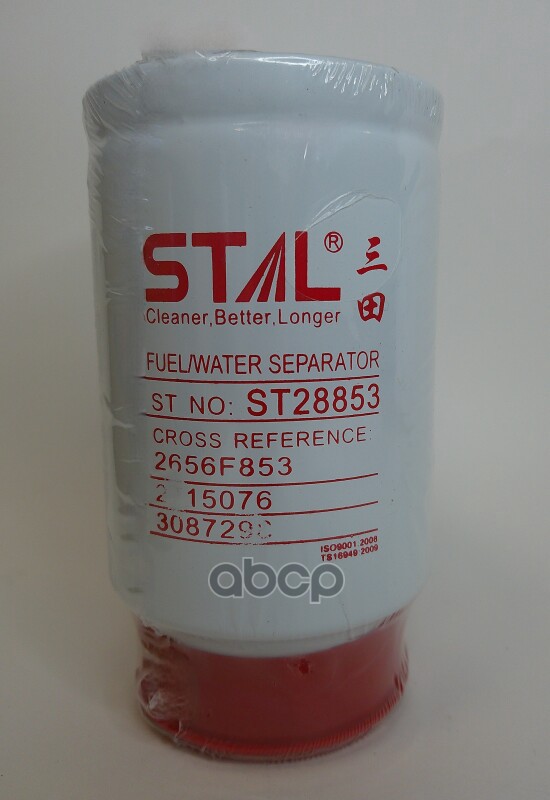 STAL® 三田
Cleaner,Better,Longer
FUEL/WATER SEPARATOR
ST NO: ST28853
CROSS REFERENCE:
2656F853
15076
ISO9001:2008
TS16949:2009
abcp